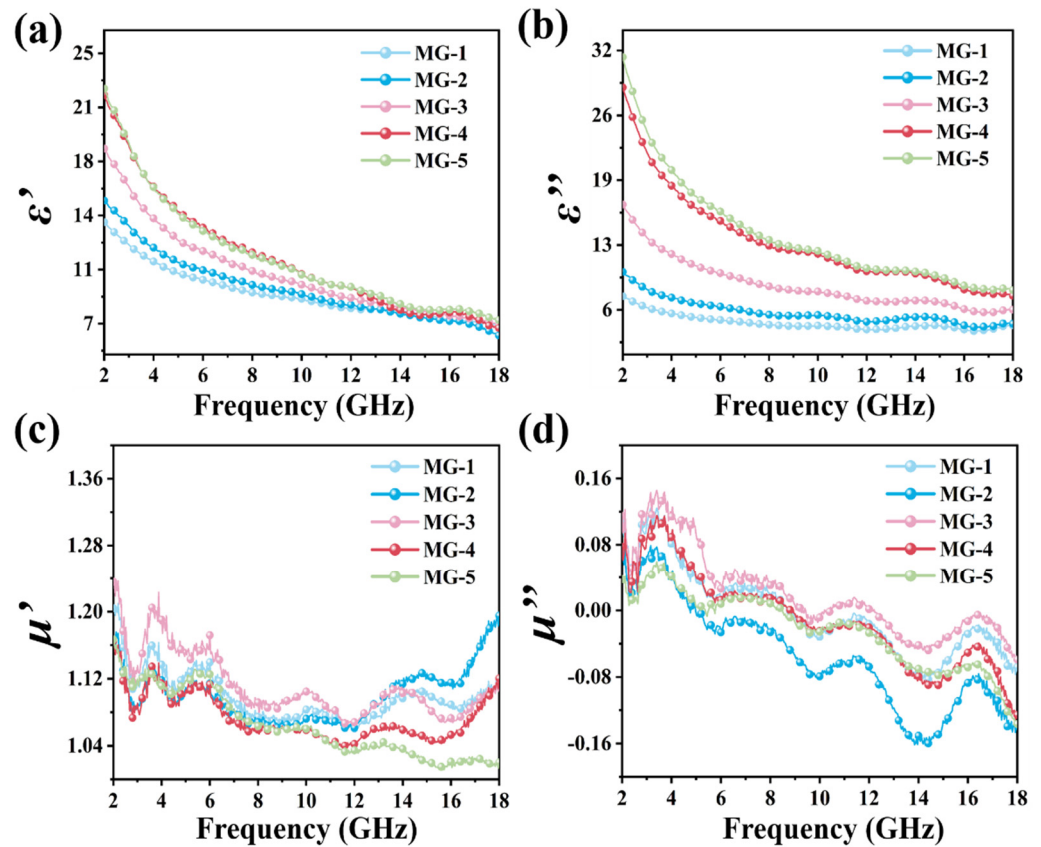 (a)
ε’
25
21
18
14
11
7
2 4 6 8 10 12 14 16 18
Frequency (GHz)
MG-1
MG-2
MG-3
MG-4
MG-5
(b)
ε’’
32
26
19
13
6
2 4 6 8 10 12 14 16 18
Frequency (GHz)
MG-1
MG-2
MG-3
MG-4
MG-5
(c)
μ’
1.36
1.28
1.20
1.12
1.04
2 4 6 8 10 12 14 16 18
Frequency (GHz)
MG-1
MG-2
MG-3
MG-4
MG-5
(d)
μ’’
0.16
0.08
0.00
-0.08
-0.16
2 4 6 8 10 12 14 16 18
Frequency (GHz)
MG-1
MG-2
MG-3
MG-4
MG-5